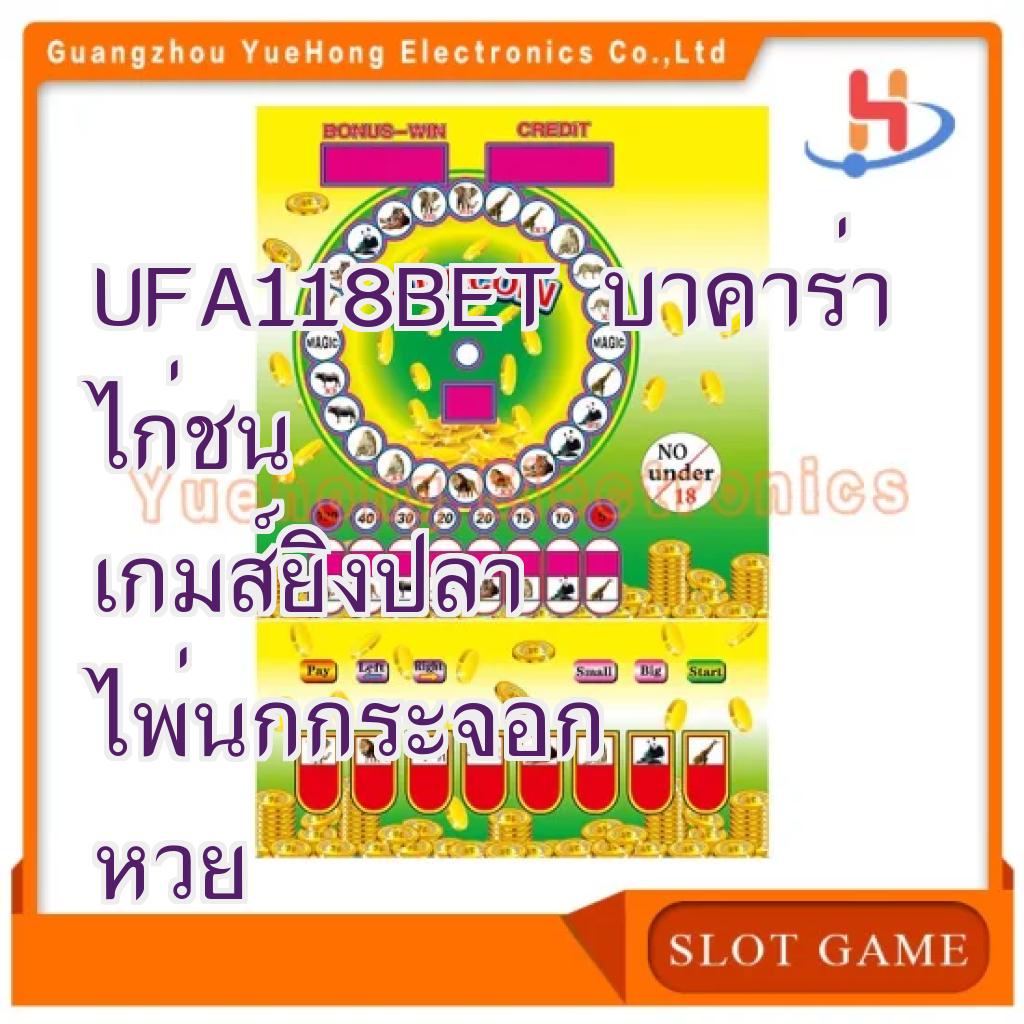 Guangzhou YueHong Electronics Co.,Ltd
BONUS-WIN CREDIT
UFA118BET บาคาร่า
MAGIC MAGIC
ไก่ชน
NO
under
18
Yuehong Electronics
40 30 20 20 15 10 5
เกมส์ยิงปลา
Pay Left Right Small Big Start
ไพ่นกกระจอก
หวย
SLOT GAME